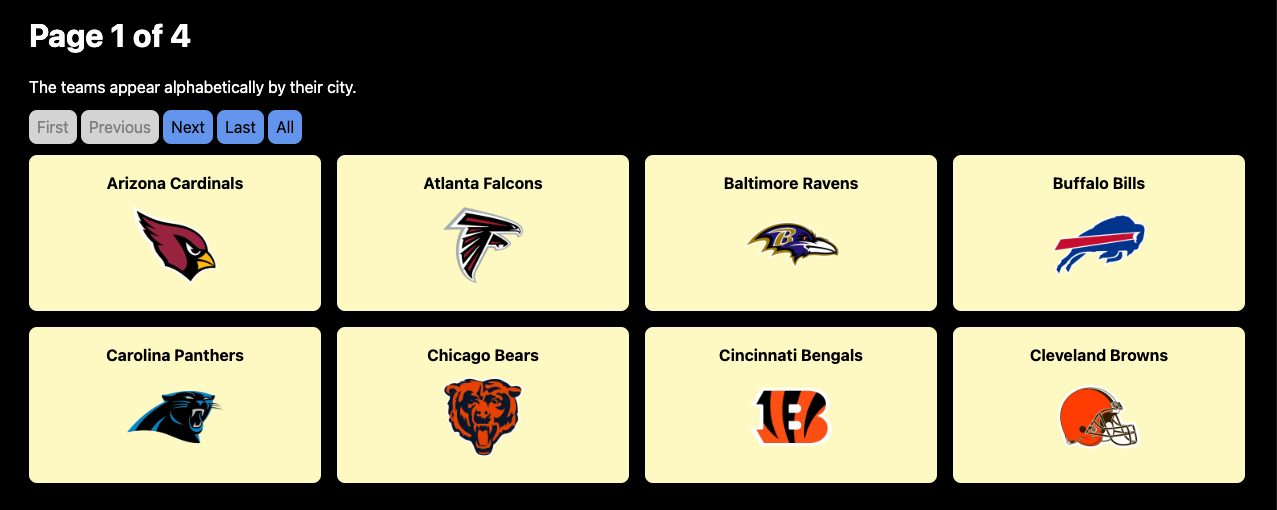 Page 1 of 4
The teams appear alphabetically by their city.
First Previous Next Last All
Arizona Cardinals Atlanta Falcons Baltimore Ravens Buffalo Bills
B
Carolina Panthers Chicago Bears Cincinnati Bengals Cleveland Browns
B